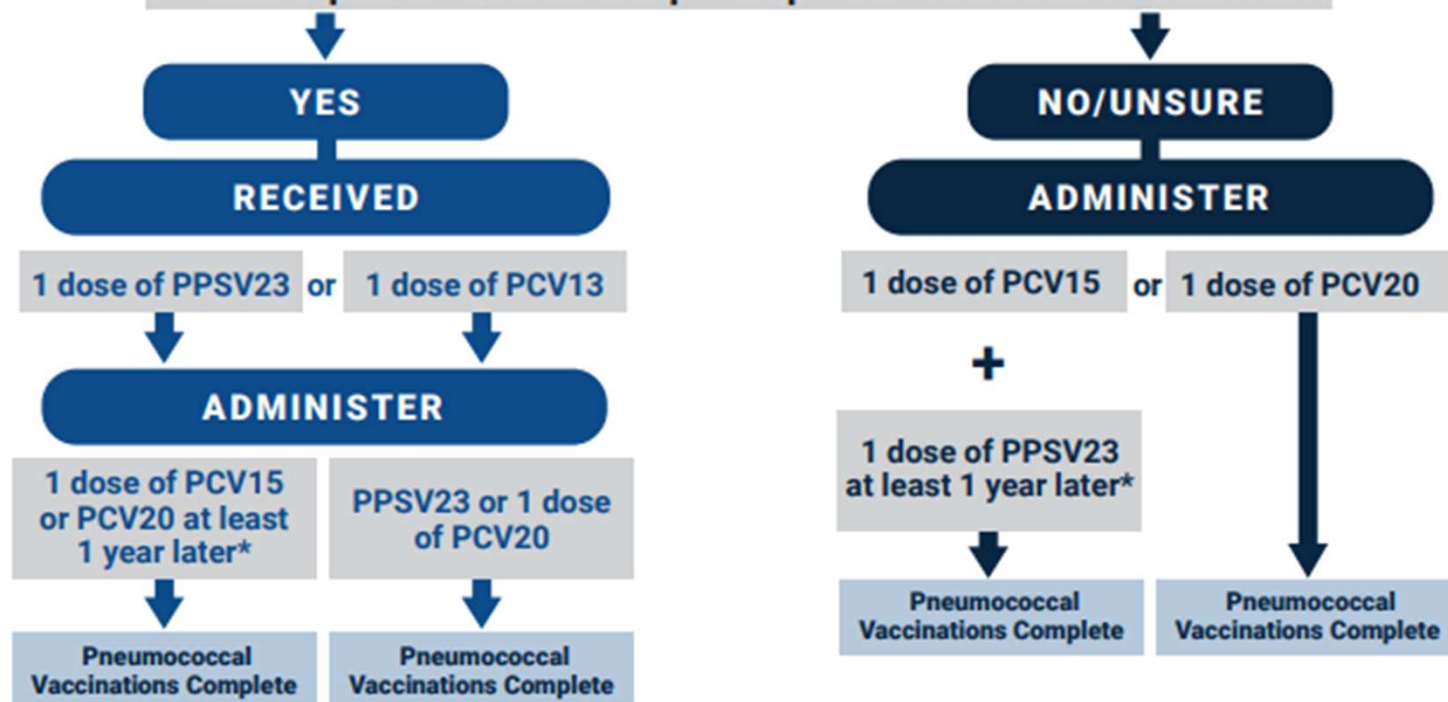 YES
RECEIVED
1 dose of PPSV23 or 1 dose of PCV13
ADMINISTER
1 dose of PCV15
or PCV20 at least
1 year later*
PPSV23 or 1 dose
of PCV20
Pneumococcal
Vaccinations Complete
Pneumococcal
Vaccinations Complete
NO/UNSURE
ADMINISTER
1 dose of PCV15 or 1 dose of PCV20
+
1 dose of PPSV23
at least 1 year later*
Pneumococcal
Vaccinations Complete
Pneumococcal
Vaccinations Complete